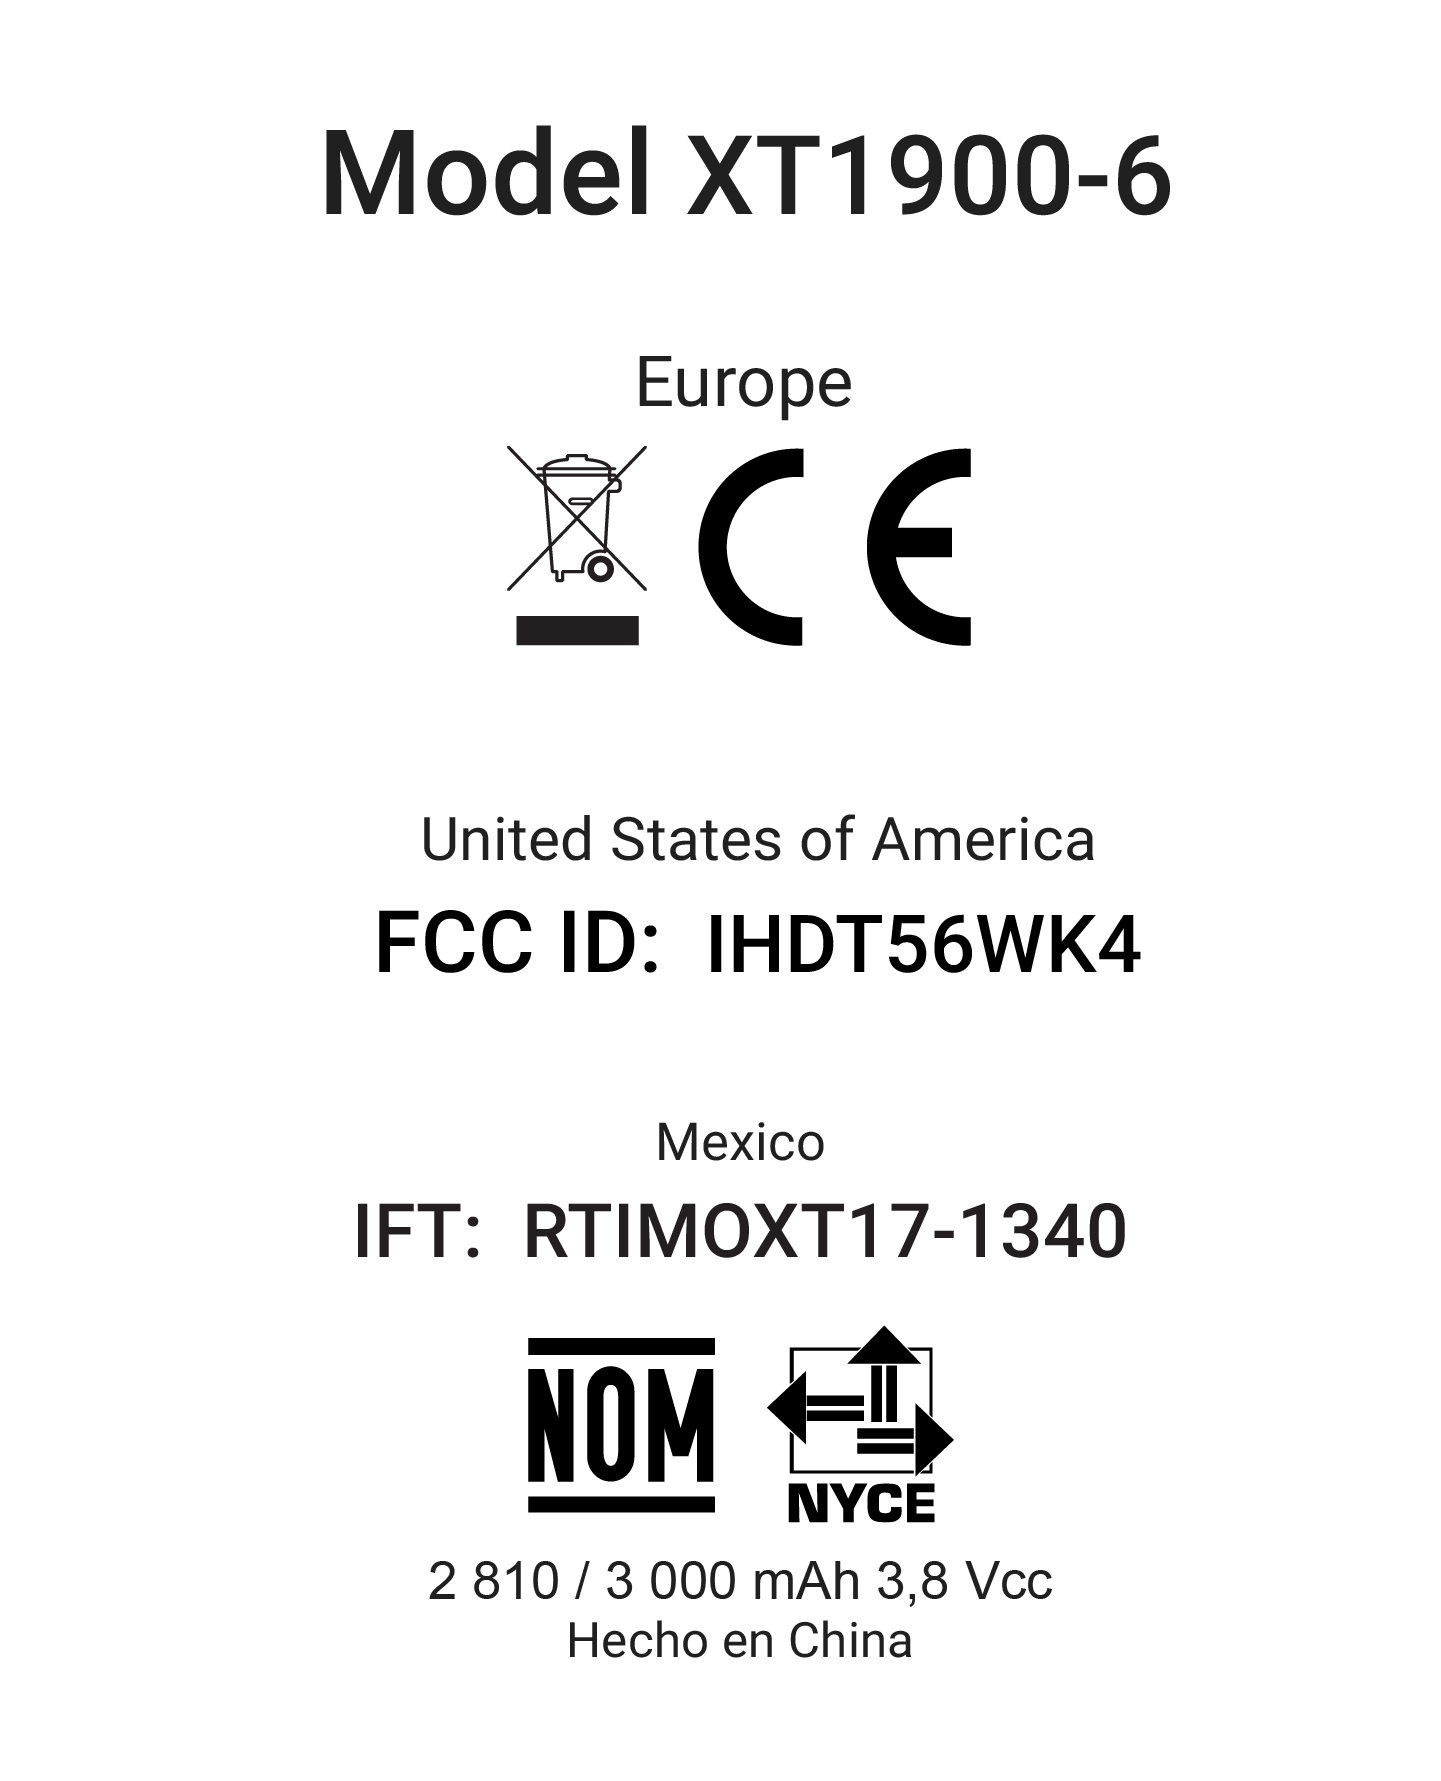 Model XT1900-6
Europe
CE
United States of America
FCC ID: IHDT56WK4
Mexico
IFT: RTIMOXT17-1340
NOM
NYCE
2 810 / 3 000 mAh 3,8 Vcc
Hecho en China